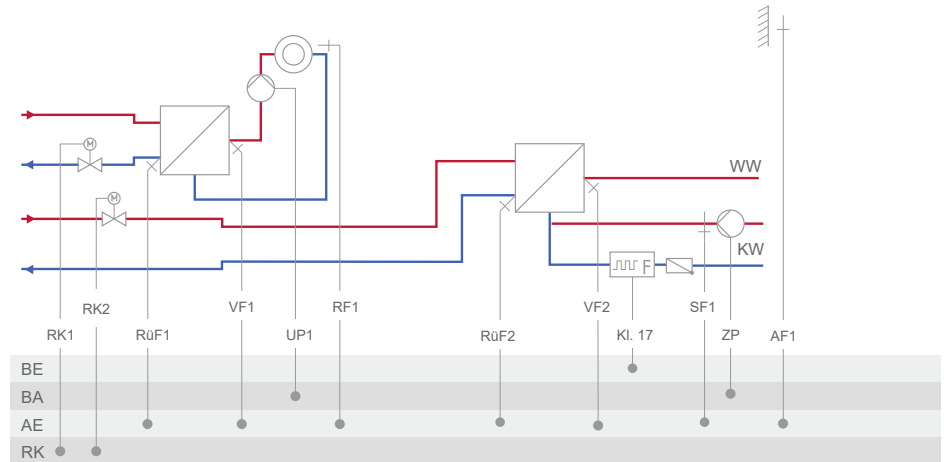 M
M
WW
F
KW
RK1
RK2
RüF1
VF1
UP1
RF1
RüF2
VF2
Kl. 17
SF1
ZP
AF1
BE
BA
AE
RK